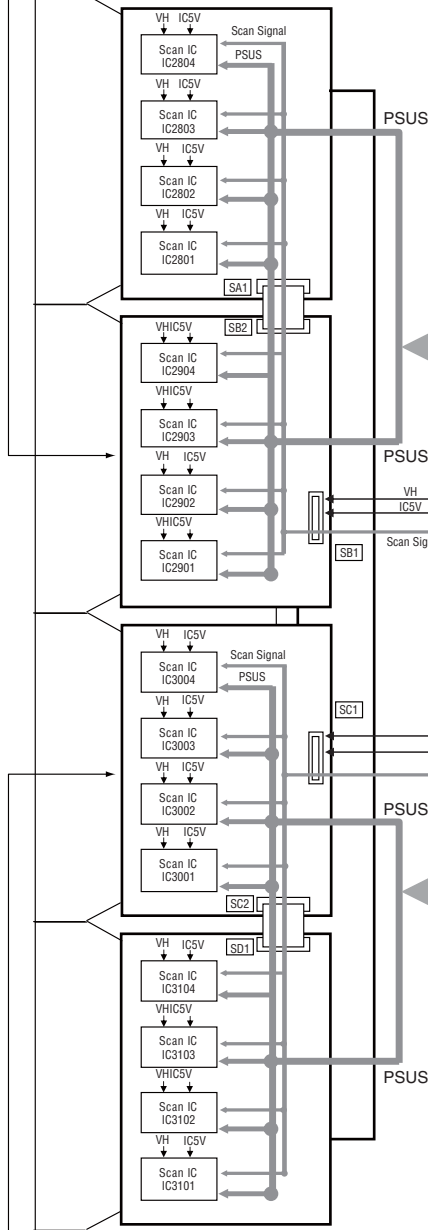 VH IC5V
Scan Signal
Scan IC
IC2804
PSUS
VH IC5V
Scan IC
IC2803
PSUS
VH IC5V
Scan IC
IC2802
VH IC5V
Scan IC
IC2801
SA1
SB2
VHIC5V
Scan IC
IC2904
VHIC5V
Scan IC
IC2903
PSUS
VH IC5V
Scan IC
IC2902
VH
IC5V
VHIC5V
Scan IC
IC2901
Scan Sig
SB1
VH IC5V
Scan Signal
Scan IC
IC3004
PSUS
SC1
VH IC5V
Scan IC
IC3003
VH IC5V
Scan IC
IC3002
PSUS
VH IC5V
Scan IC
IC3001
SC2
SD1
VH IC5V
Scan IC
IC3104
VHIC5V
Scan IC
IC3103
PSUS
VHIC5V
Scan IC
IC3102
VH IC5V
Scan IC
IC3101